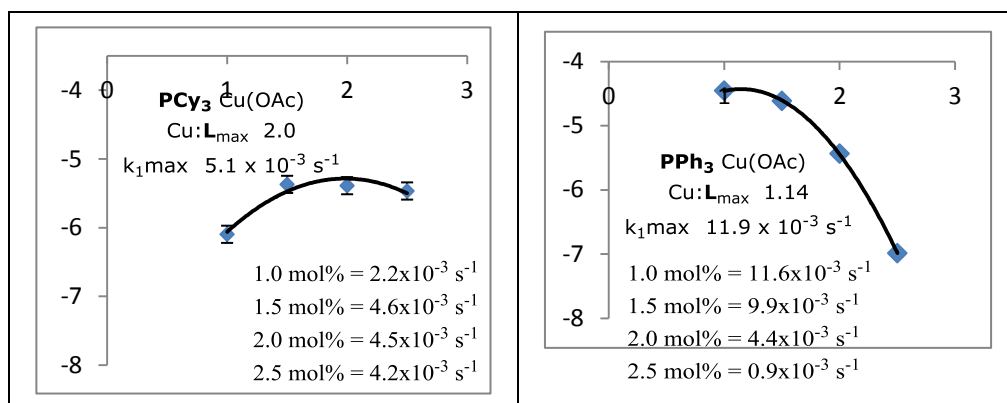 -4
0
1
2
3
PCy₃ Cu(OAc)
Cu:Lmax 2.0
k₁max 5.1 x 10⁻³ s⁻¹
-5
-6
-7
-8
1.0 mol% = 2.2x10⁻³ s⁻¹
1.5 mol% = 4.6x10⁻³ s⁻¹
2.0 mol% = 4.5x10⁻³ s⁻¹
2.5 mol% = 4.2x10⁻³ s⁻¹
-4
0
1
2
3
-5
PPh₃ Cu(OAc)
Cu:Lmax 1.14
k₁max 11.9 x 10⁻³ s⁻¹
-6
-7
-8
1.0 mol% = 11.6x10⁻³ s⁻¹
1.5 mol% = 9.9x10⁻³ s⁻¹
2.0 mol% = 4.4x10⁻³ s⁻¹
2.5 mol% = 0.9x10⁻³ s⁻¹